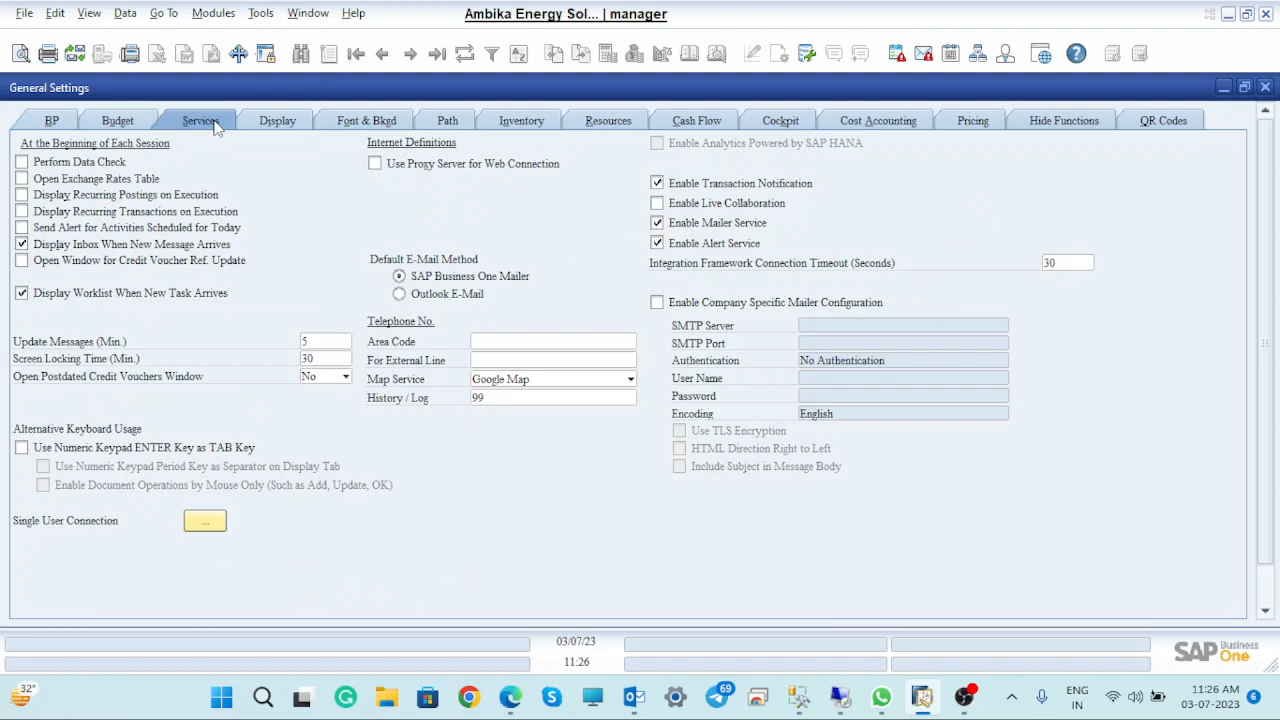 File Edit View Data Go To Modules Tools Window Help
Ambika Energy Sol... | manager
General Settings
BP Budget Services Display Font & Bkgd Path Inventory Resources Cash Flow Cockpit Cost Accounting Pricing Hide Functions QR Codes
At the Beginning of Each Session
Perform Data Check
Open Exchange Rates Table
Display Recurring Postings on Execution
Display Recurring Transactions on Execution
Send Alert for Activities Scheduled for Today
Display Inbox When New Message Arrives
Open Window for Credit Voucher Ref. Update
Display Worklist When New Task Arrives
Update Messages (Min.) 5
Screen Locking Time (Min.) 30
Open Postdated Credit Vouchers Window No
Alternative Keyboard Usage
Use Numeric Keypad ENTER Key as TAB Key
Use Numeric Keypad Period Key as Separator on Display Tab
Enable Document Operations by Mouse Only (Such as Add, Update, OK)
Single User Connection ...
Internet Definitions
Use Proxy Server for Web Connection
Default E-Mail Method
SAP Business One Mailer
Outlook E-Mail
Telephone No.
Area Code
For External Line
Map Service Google Map
History / Log 99
Enable Analytics Powered by SAP HANA
Enable Transaction Notification
Enable Live Collaboration
Enable Mailer Service
Enable Alert Service
Integration Framework Connection Timeout (Seconds) 30
Enable Company Specific Mailer Configuration
SMTP Server
SMTP Port
Authentication No Authentication
User Name
Password
Encoding English
Use TLS Encryption
HTML Direction Right to Left
Include Subject in Message Body
03/07/23
11:26
SAP Business One
32°
69
ENG
IN
11:26 AM
03-07-2023
6